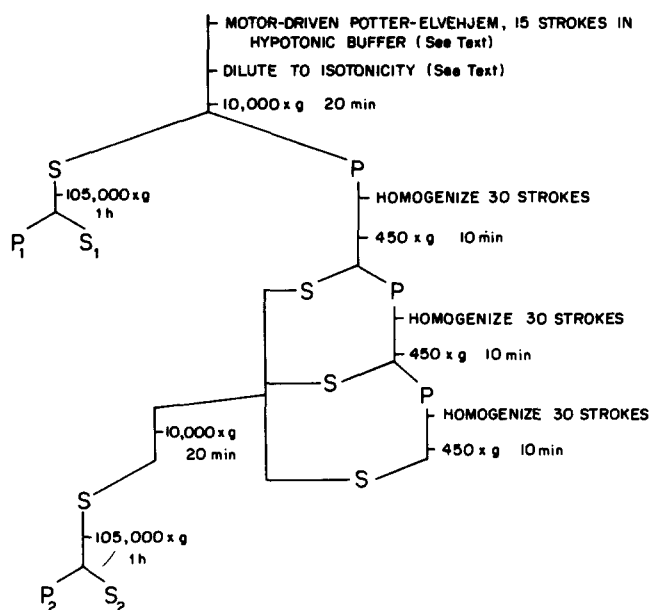 MOTOR-DRIVEN POTTER-ELVEHJEM, 15 STROKES IN
HYPOTONIC BUFFER (See Text)
DILUTE TO ISOTONICITY (See Text)
10,000 x g 20 min
S
P
105,000 x g
1 h
P1
S1
HOMOGENIZE 30 STROKES
450 x g 10 min
S
P
HOMOGENIZE 30 STROKES
450 x g 10 min
S
P
HOMOGENIZE 30 STROKES
450 x g 10 min
S
10,000 x g
20 min
S
105,000 x g
1 h
P2
S2